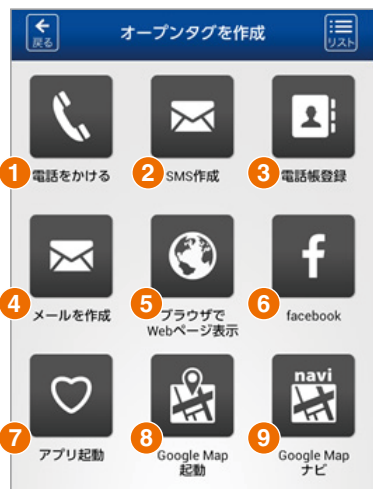 戻る
オープンタグを作成
リスト
1 電話をかける
2 SMS作成
3 電話帳登録
4 メールを作成
5 ブラウザで
Webページ表示
6 facebook
7 アプリ起動
8 Google Map
起動
navi
9 Google Map
ナビ